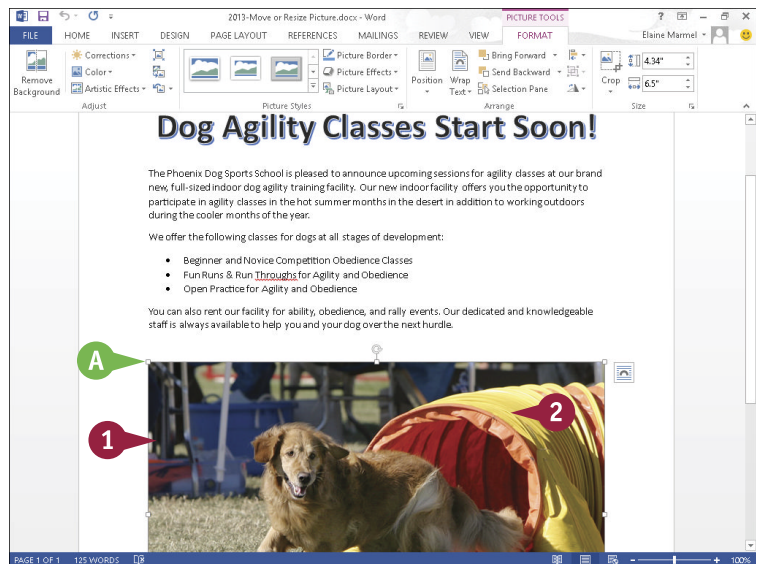 2013-Move or Resize Picture.docx - Word
PICTURE TOOLS
?
FILE HOME INSERT DESIGN PAGE LAYOUT REFERENCES MAILINGS REVIEW VIEW FORMAT Elaine Marmel
Remove Background
Corrections
Color
Artistic Effects
Adjust
Picture Border
Picture Effects
Picture Layout
Picture Styles
Position
Wrap Text
Bring Forward
Send Backward
Selection Pane
Arrange
Crop
4.34"
6.5"
Size
Dog Agility Classes Start Soon!
The Phoenix Dog Sports School is pleased to announce upcoming sessions for agility classes at our brand
new, full-sized indoor dog agility training facility. Our new indoor facility offers you the opportunity to
participate in agility classes in the hot summer months in the desert in addition to working outdoors
during the cooler months of the year.
We offer the following classes for dogs at all stages of development:
• Beginner and Novice Competition Obedience Classes
• Fun Runs & Run Throughs for Agility and Obedience
• Open Practice for Agility and Obedience
You can also rent our facility for ability, obedience, and rally events. Our dedicated and knowledgeable
staff is always available to help you and your dog over the next hurdle.
A
1
2
PAGE 1 OF 1 125 WORDS 100%